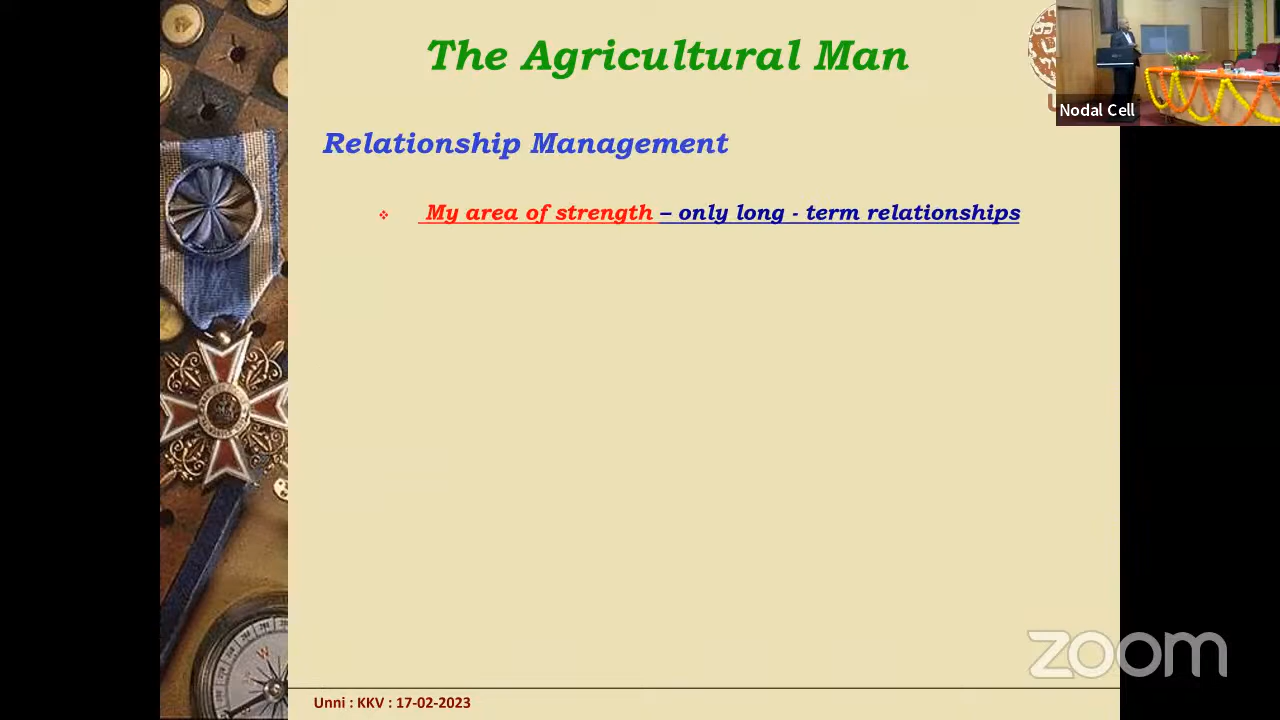 The Agricultural Man
Nodal Cell
Relationship Management
My area of strength – only long - term relationships
zoom
Unni : KKV : 17-02-2023